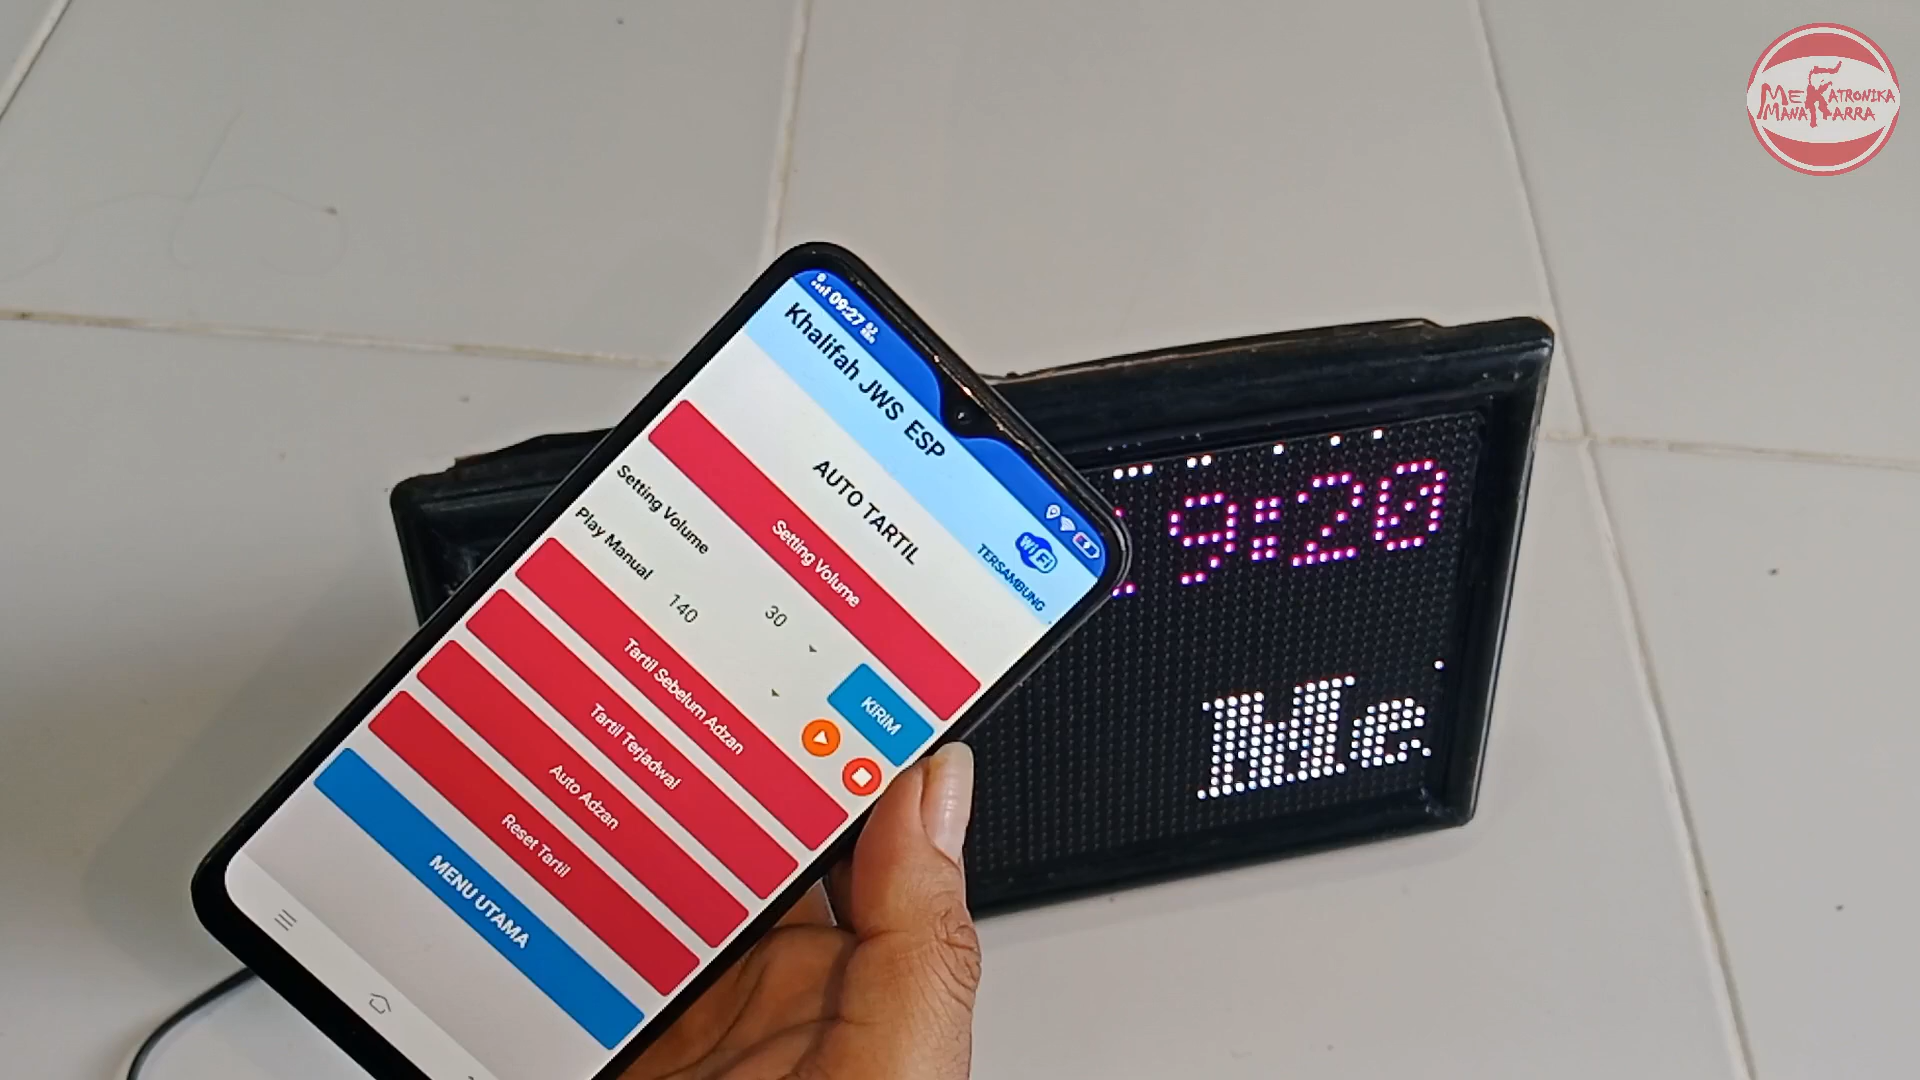 MEKATRONIKA
MANAKARRA
09:27
Khalifah JWS ESP
TERSAMBUNG
WiFi
AUTO TARTIL
Setting Volume
Setting Volume
30
KIRIM
Play Manual
140
Tartil Sebelum Adzan
Tartil Terjadwal
Auto Adzan
Reset Tartil
MENU UTAMA
9:20
Me